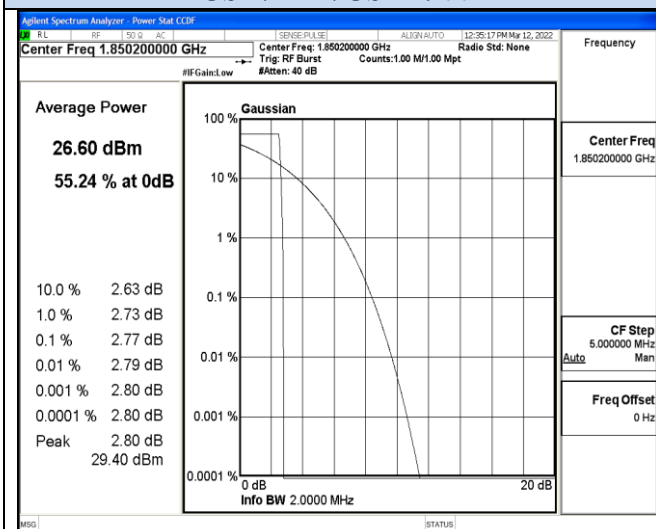 Agilent Spectrum Analyzer - Power Stat CCDF
RL RF 50 Ω AC SENSE:PULSE ALIGN AUTO 12:35:17 PM Mar 12, 2022
Center Freq 1.850200000 GHz
Center Freq: 1.850200000 GHz Radio Std: None
Trig: RF Burst Counts:1.00 M/1.00 Mpt
#IFGain:Low #Atten: 40 dB
Frequency
Average Power
26.60 dBm
55.24 % at 0dB
10.0 % 2.63 dB
1.0 % 2.73 dB
0.1 % 2.77 dB
0.01 % 2.79 dB
0.001 % 2.80 dB
0.0001 % 2.80 dB
Peak 2.80 dB
29.40 dBm
Gaussian
100 %
10 %
1 %
0.1 %
0.01 %
0.001 %
0.0001 %
0 dB 20 dB
Info BW 2.0000 MHz
Center Freq
1.850200000 GHz
CF Step
5.000000 MHz
Auto Man
Freq Offset
0 Hz
MSG STATUS